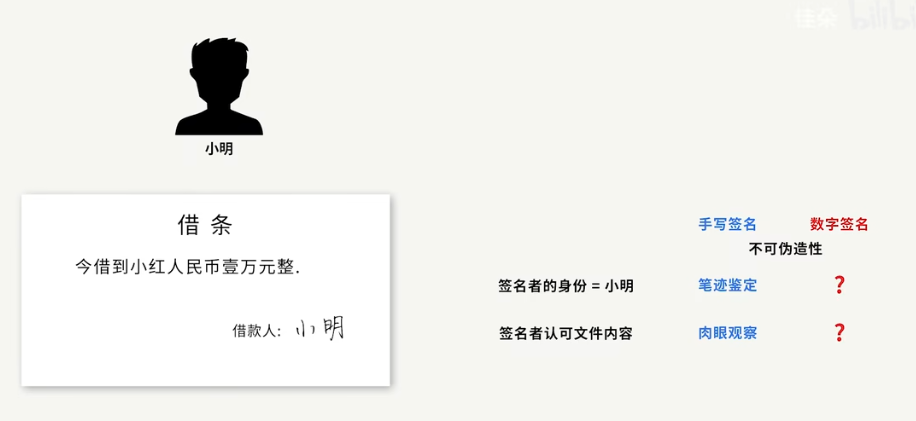 佳朵 bilibi
小明
借条
今借到小红人民币壹万元整.
借款人: 小明
手写签名 数字签名
不可伪造性
签名者的身份 = 小明 笔迹鉴定 ?
签名者认可文件内容 肉眼观察 ?